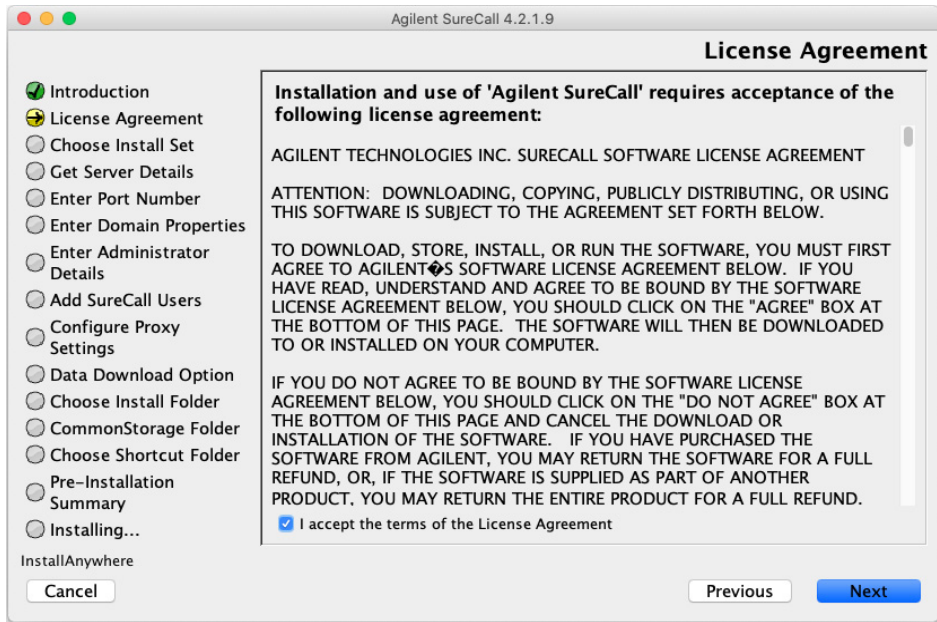 Agilent SureCall 4.2.1.9
License Agreement
Introduction
License Agreement
Choose Install Set
Get Server Details
Enter Port Number
Enter Domain Properties
Enter Administrator
Details
Add SureCall Users
Configure Proxy
Settings
Data Download Option
Choose Install Folder
CommonStorage Folder
Choose Shortcut Folder
Pre-Installation
Summary
Installing...
Installation and use of 'Agilent SureCall' requires acceptance of the
following license agreement:
AGILENT TECHNOLOGIES INC. SURECALL SOFTWARE LICENSE AGREEMENT
ATTENTION:  DOWNLOADING, COPYING, PUBLICLY DISTRIBUTING, OR USING
THIS SOFTWARE IS SUBJECT TO THE AGREEMENT SET FORTH BELOW.
TO DOWNLOAD, STORE, INSTALL, OR RUN THE SOFTWARE, YOU MUST FIRST
AGREE TO AGILENT�S SOFTWARE LICENSE AGREEMENT BELOW.  IF YOU
HAVE READ, UNDERSTAND AND AGREE TO BE BOUND BY THE SOFTWARE
LICENSE AGREEMENT BELOW, YOU SHOULD CLICK ON THE "AGREE" BOX AT
THE BOTTOM OF THIS PAGE.  THE SOFTWARE WILL THEN BE DOWNLOADED
TO OR INSTALLED ON YOUR COMPUTER.
IF YOU DO NOT AGREE TO BE BOUND BY THE SOFTWARE LICENSE
AGREEMENT BELOW, YOU SHOULD CLICK ON THE "DO NOT AGREE" BOX AT
THE BOTTOM OF THIS PAGE AND CANCEL THE DOWNLOAD OR
INSTALLATION OF THE SOFTWARE.   IF YOU HAVE PURCHASED THE
SOFTWARE FROM AGILENT, YOU MAY RETURN THE SOFTWARE FOR A FULL
REFUND, OR, IF THE SOFTWARE IS SUPPLIED AS PART OF ANOTHER
PRODUCT, YOU MAY RETURN THE ENTIRE PRODUCT FOR A FULL REFUND.
I accept the terms of the License Agreement
InstallAnywhere
Cancel
Previous
Next